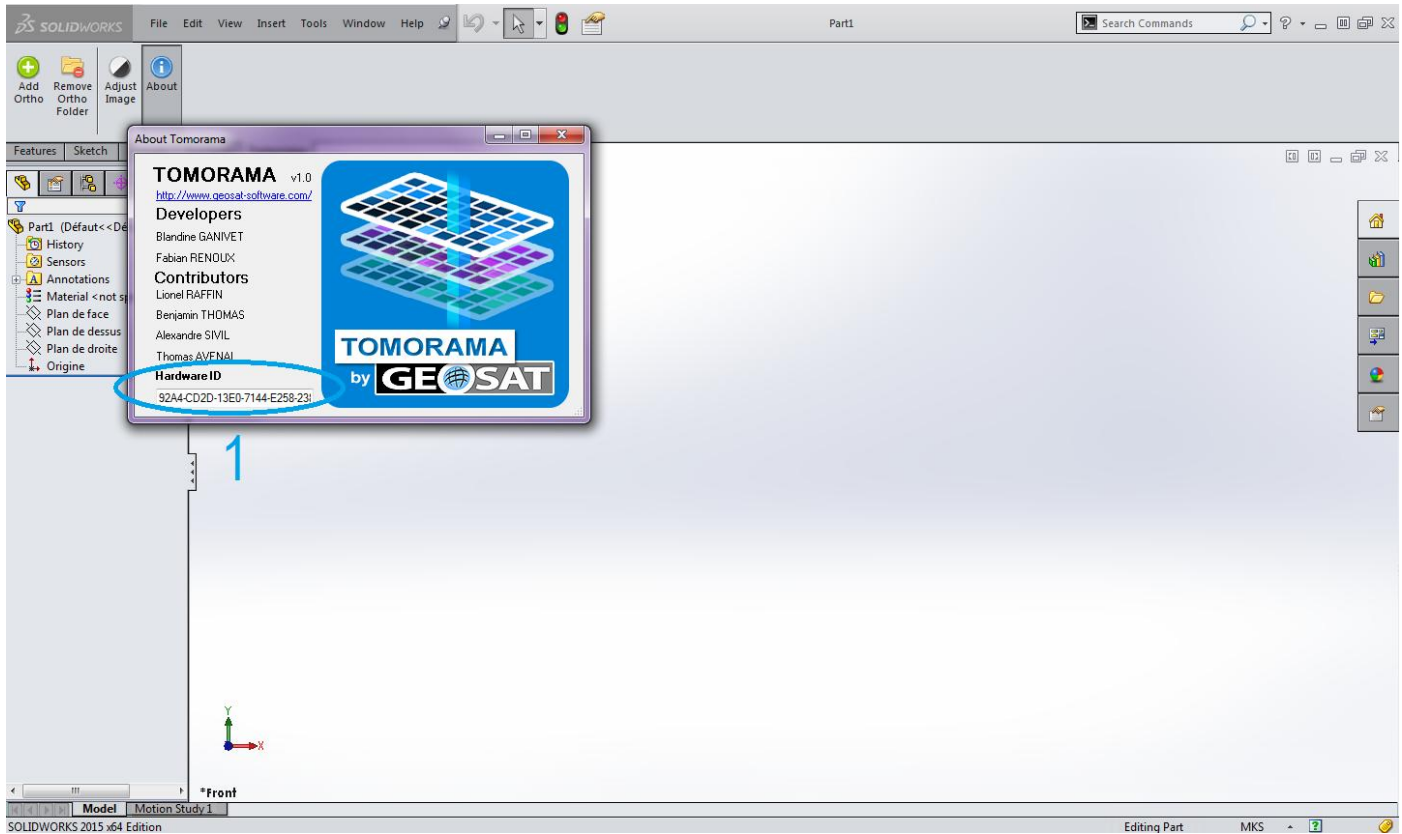 SOLIDWORKS File Edit View Insert Tools Window Help Part1 Search Commands
Add Ortho
Remove Ortho Folder
Adjust Image
About
About Tomorama
Features Sketch
TOMORAMA v1.0
http://www.geosat-software.com/
Developers
Blandine GANIVET
Fabian RENOUX
Contributors
Lionel RAFFIN
Benjamin THOMAS
Alexandre SIVIL
Thomas AVENAL
Hardware ID
92A4-CD2D-13E0-7144-E258-23
TOMORAMA
by GEOSAT
Part1 (Défaut<<Dé
History
Sensors
Annotations
Material <not sp
Plan de face
Plan de dessus
Plan de droite
Origine
1
Y
X
*Front
Model Motion Study 1
SOLIDWORKS 2015 x64 Edition Editing Part MKS